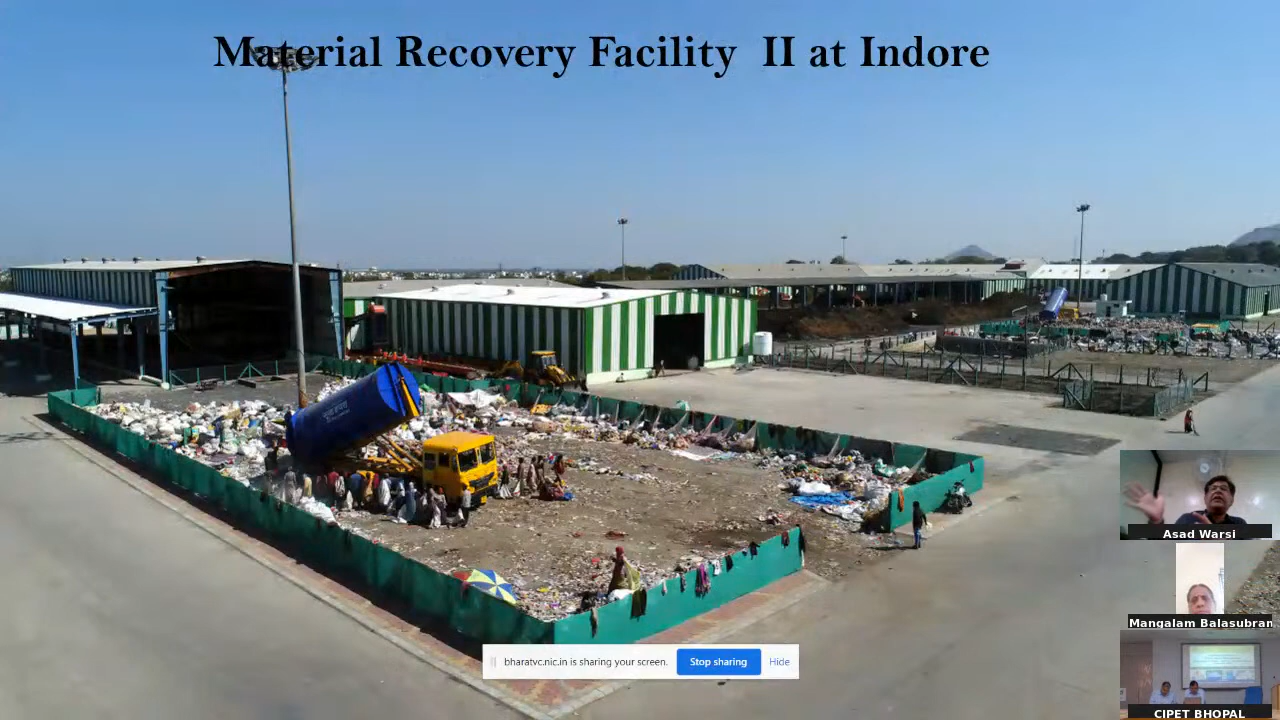 Material Recovery Facility II at Indore
Asad Warsi
Mangalam Balasubran
bharatvc.nic.in is sharing your screen.
Stop sharing
Hide
CIPET BHOPAL